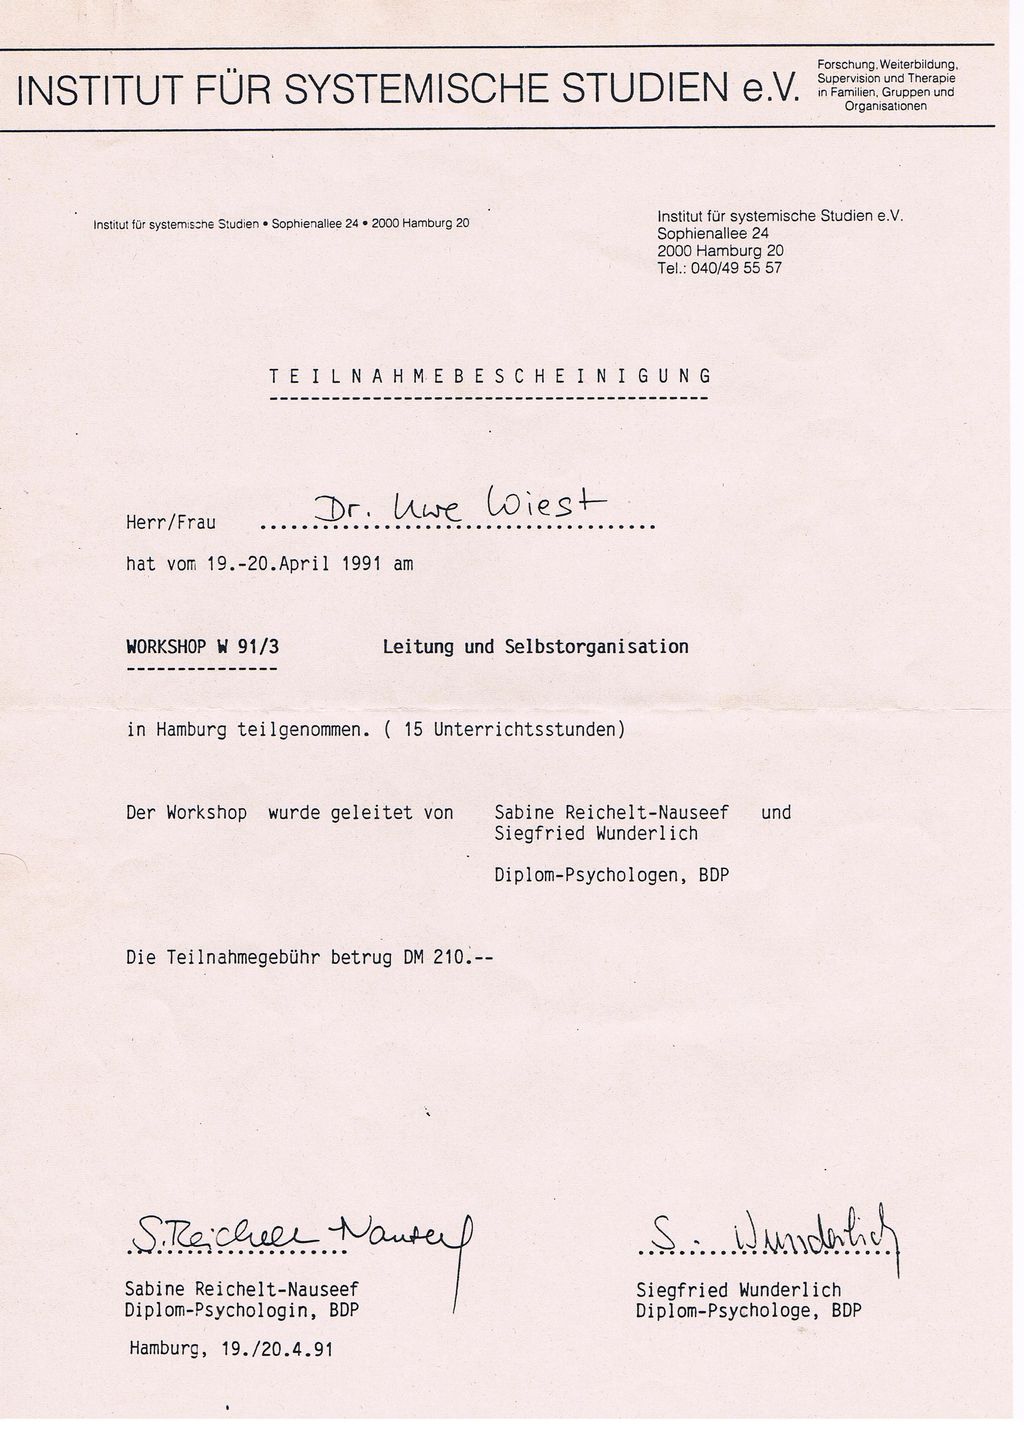 INSTITUT FÜR SYSTEMISCHE STUDIEN e.V.
Forschung, Weiterbildung,
Supervision und Therapie
in Familien, Gruppen und
Organisationen
Institut für systemische Studien • Sophienallee 24 • 2000 Hamburg 20
Institut für systemische Studien e.V.
Sophienallee 24
2000 Hamburg 20
Tel.: 040/49 55 57
T E I L N A H M E B E S C H E I N I G U N G
Herr/Frau Dr. Uwe Wiest
hat vom 19.-20.April 1991 am
WORKSHOP W 91/3 Leitung und Selbstorganisation
in Hamburg teilgenommen. ( 15 Unterrichtsstunden)
Der Workshop wurde geleitet von Sabine Reichelt-Nauseef und
Siegfried Wunderlich
Diplom-Psychologen, BDP
Die Teilnahmegebühr betrug DM 210.--
S. Reichelt-Nauseef S. Wunderlich
Sabine Reichelt-Nauseef Siegfried Wunderlich
Diplom-Psychologin, BDP Diplom-Psychologe, BDP
Hamburg, 19./20.4.91